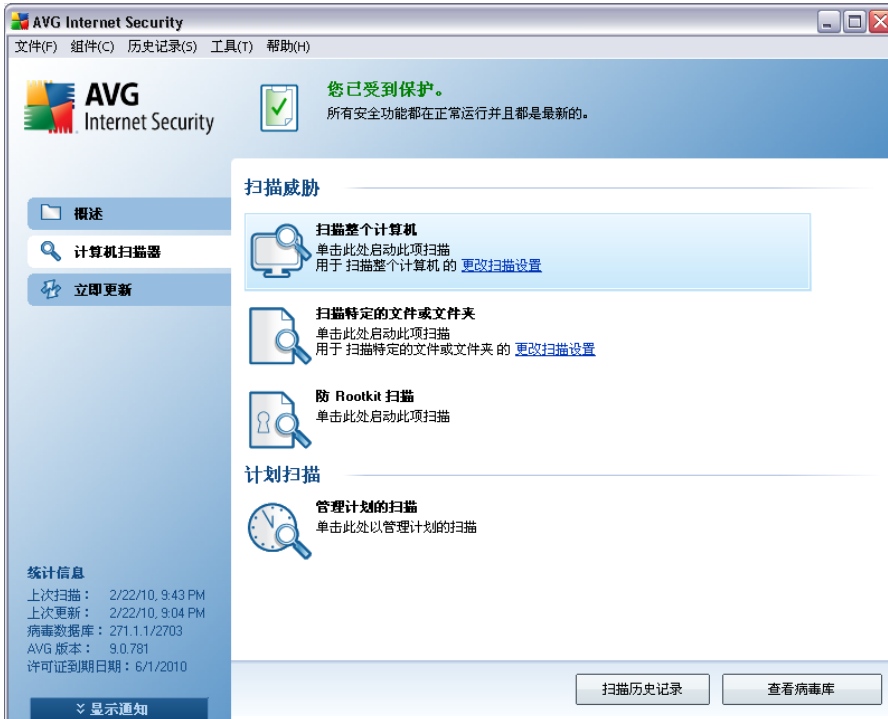 AVG Internet Security
文件(F) 组件(C) 历史记录(S) 工具(T) 帮助(H)
AVG
Internet Security
您已受到保护。
所有安全功能都在正常运行并且都是最新的。
概述
计算机扫描器
立即更新
扫描威胁
扫描整个计算机
单击此处启动此项扫描
用于 扫描整个计算机 的 更改扫描设置
扫描特定的文件或文件夹
单击此处启动此项扫描
用于 扫描特定的文件或文件夹 的 更改扫描设置
防 Rootkit 扫描
单击此处启动此项扫描
计划扫描
管理计划的扫描
单击此处以管理计划的扫描
统计信息
上次扫描： 2/22/10, 9:43 PM
上次更新： 2/22/10, 9:04 PM
病毒数据库：271.1.1/2703
AVG 版本： 9.0.781
许可证到期日期：6/1/2010
显示通知
扫描历史记录
查看病毒库